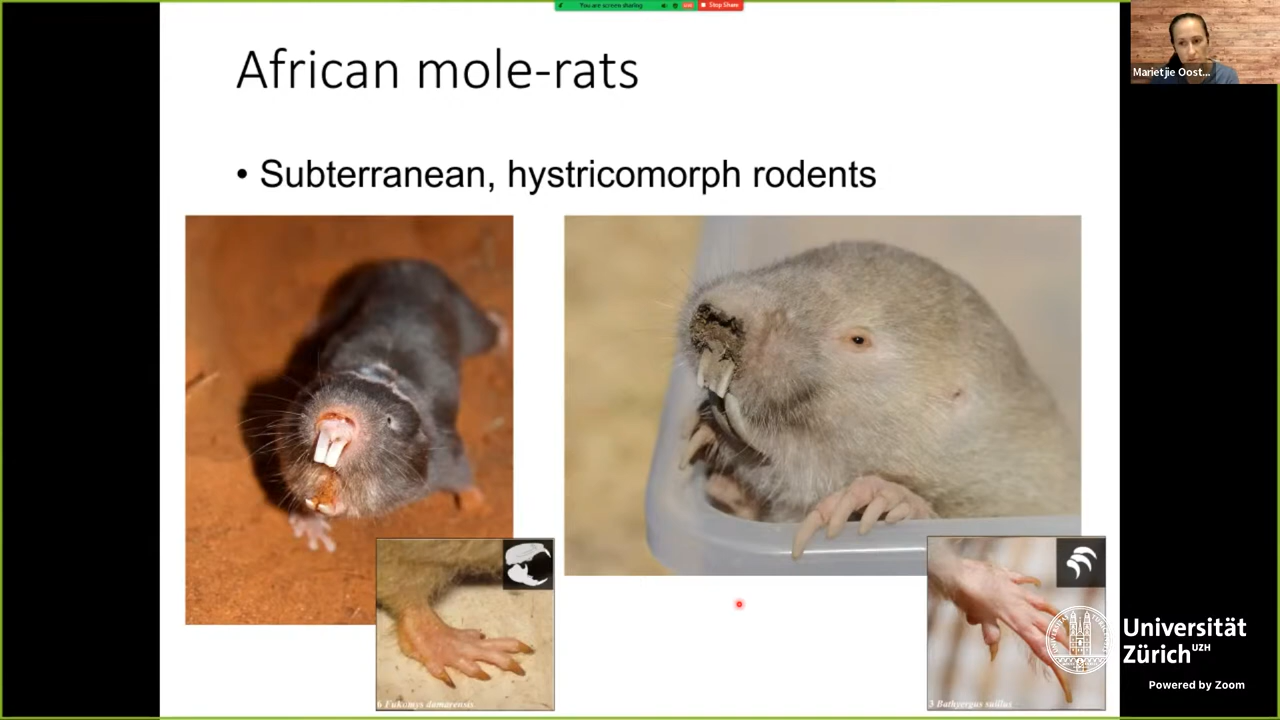 You are screen sharing
Stop Share
African mole-rats
Marietjie Oost...
• Subterranean, hystricomorph rodents
6 Fukomys damarensis
3 Bathyergus suillus
Universität
Zürich UZH
Powered by Zoom